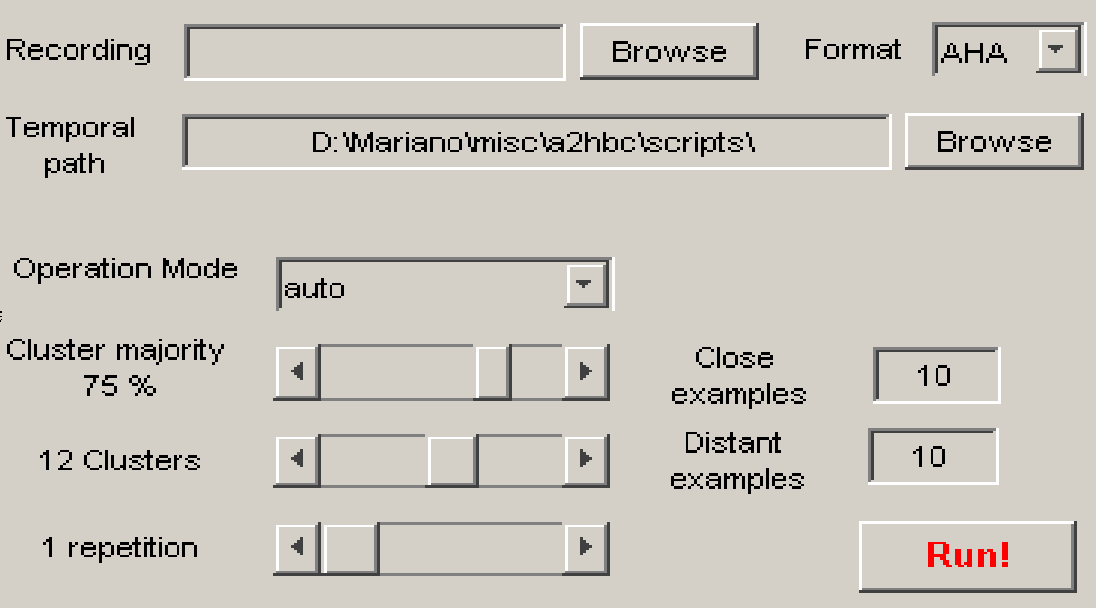 Recording Browse Format AHA
Temporal path D:\Mariano\misc\a2hbc\scripts\ Browse
Operation Mode auto
Cluster majority 75 % Close examples 10
12 Clusters Distant examples 10
1 repetition Run!